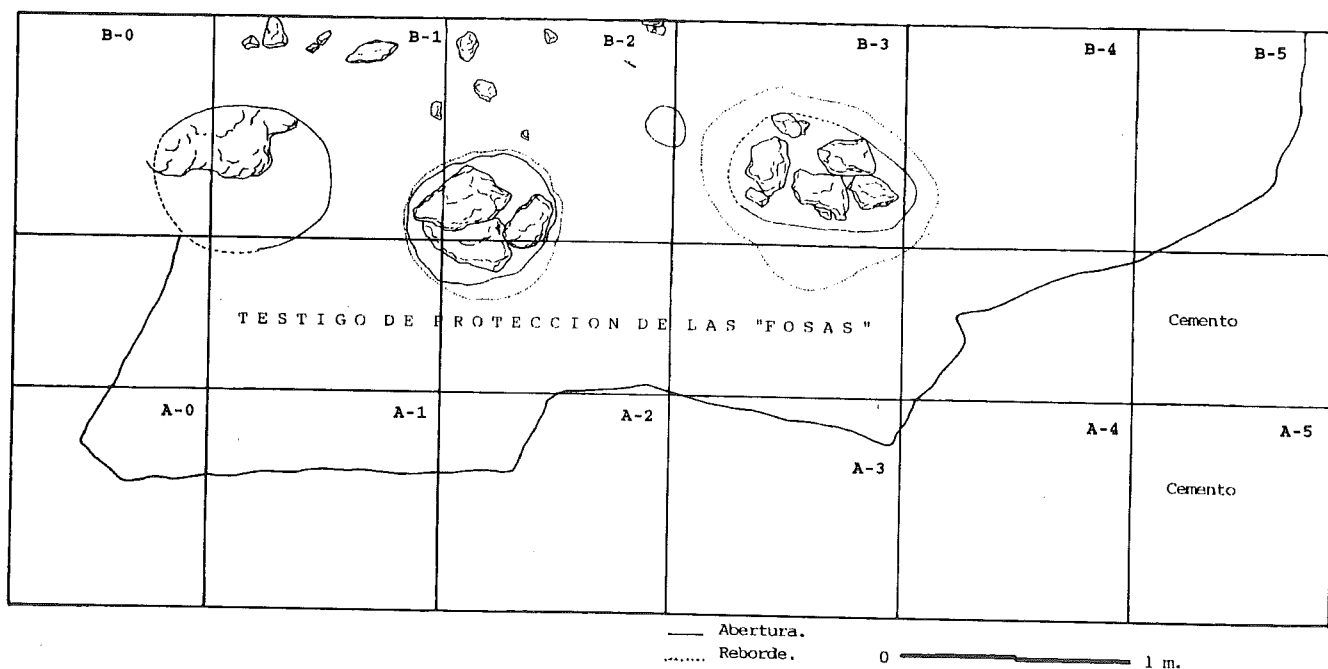 B-0 B-1 B-2 B-3 B-4 B-5
TESTIGO DE PROTECCION DE LAS "FOSAS"
Cemento
A-0 A-1 A-2 A-3 A-4 A-5
Cemento
Abertura.
Reborde.
0 1 m.